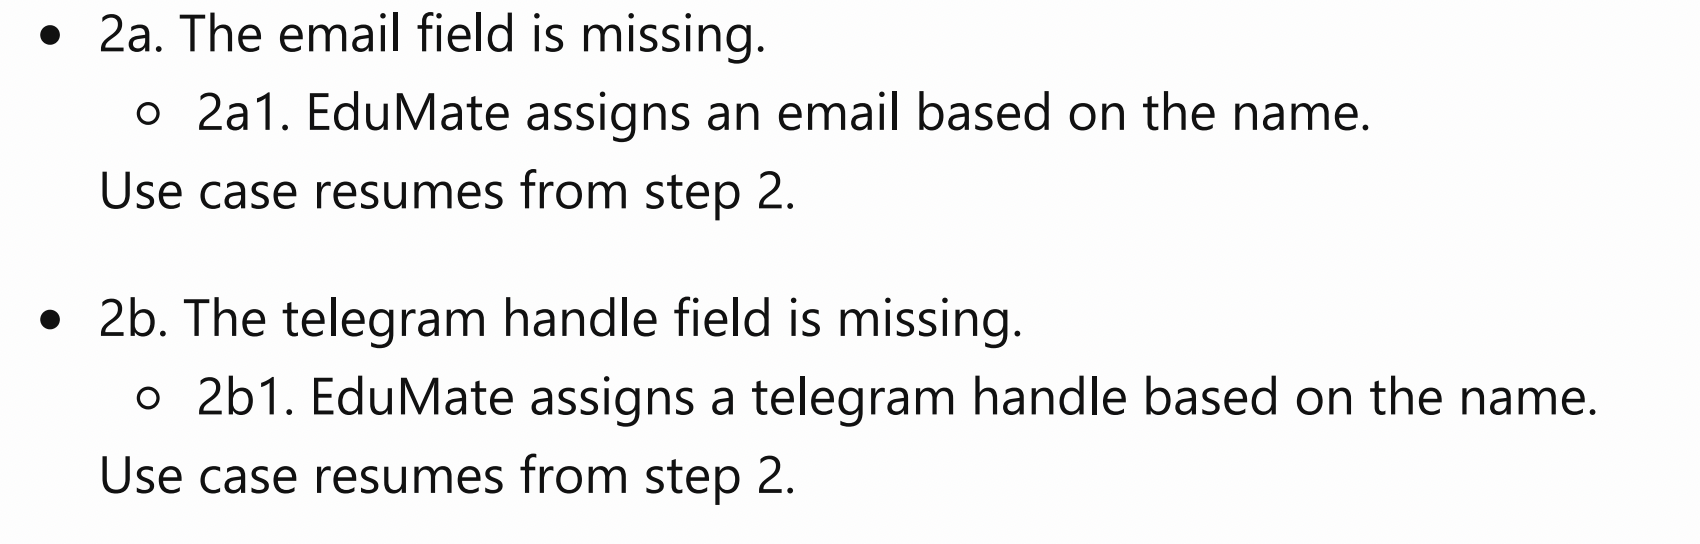 • 2a. The email field is missing.
◦ 2a1. EduMate assigns an email based on the name.
Use case resumes from step 2.
• 2b. The telegram handle field is missing.
◦ 2b1. EduMate assigns a telegram handle based on the name.
Use case resumes from step 2.